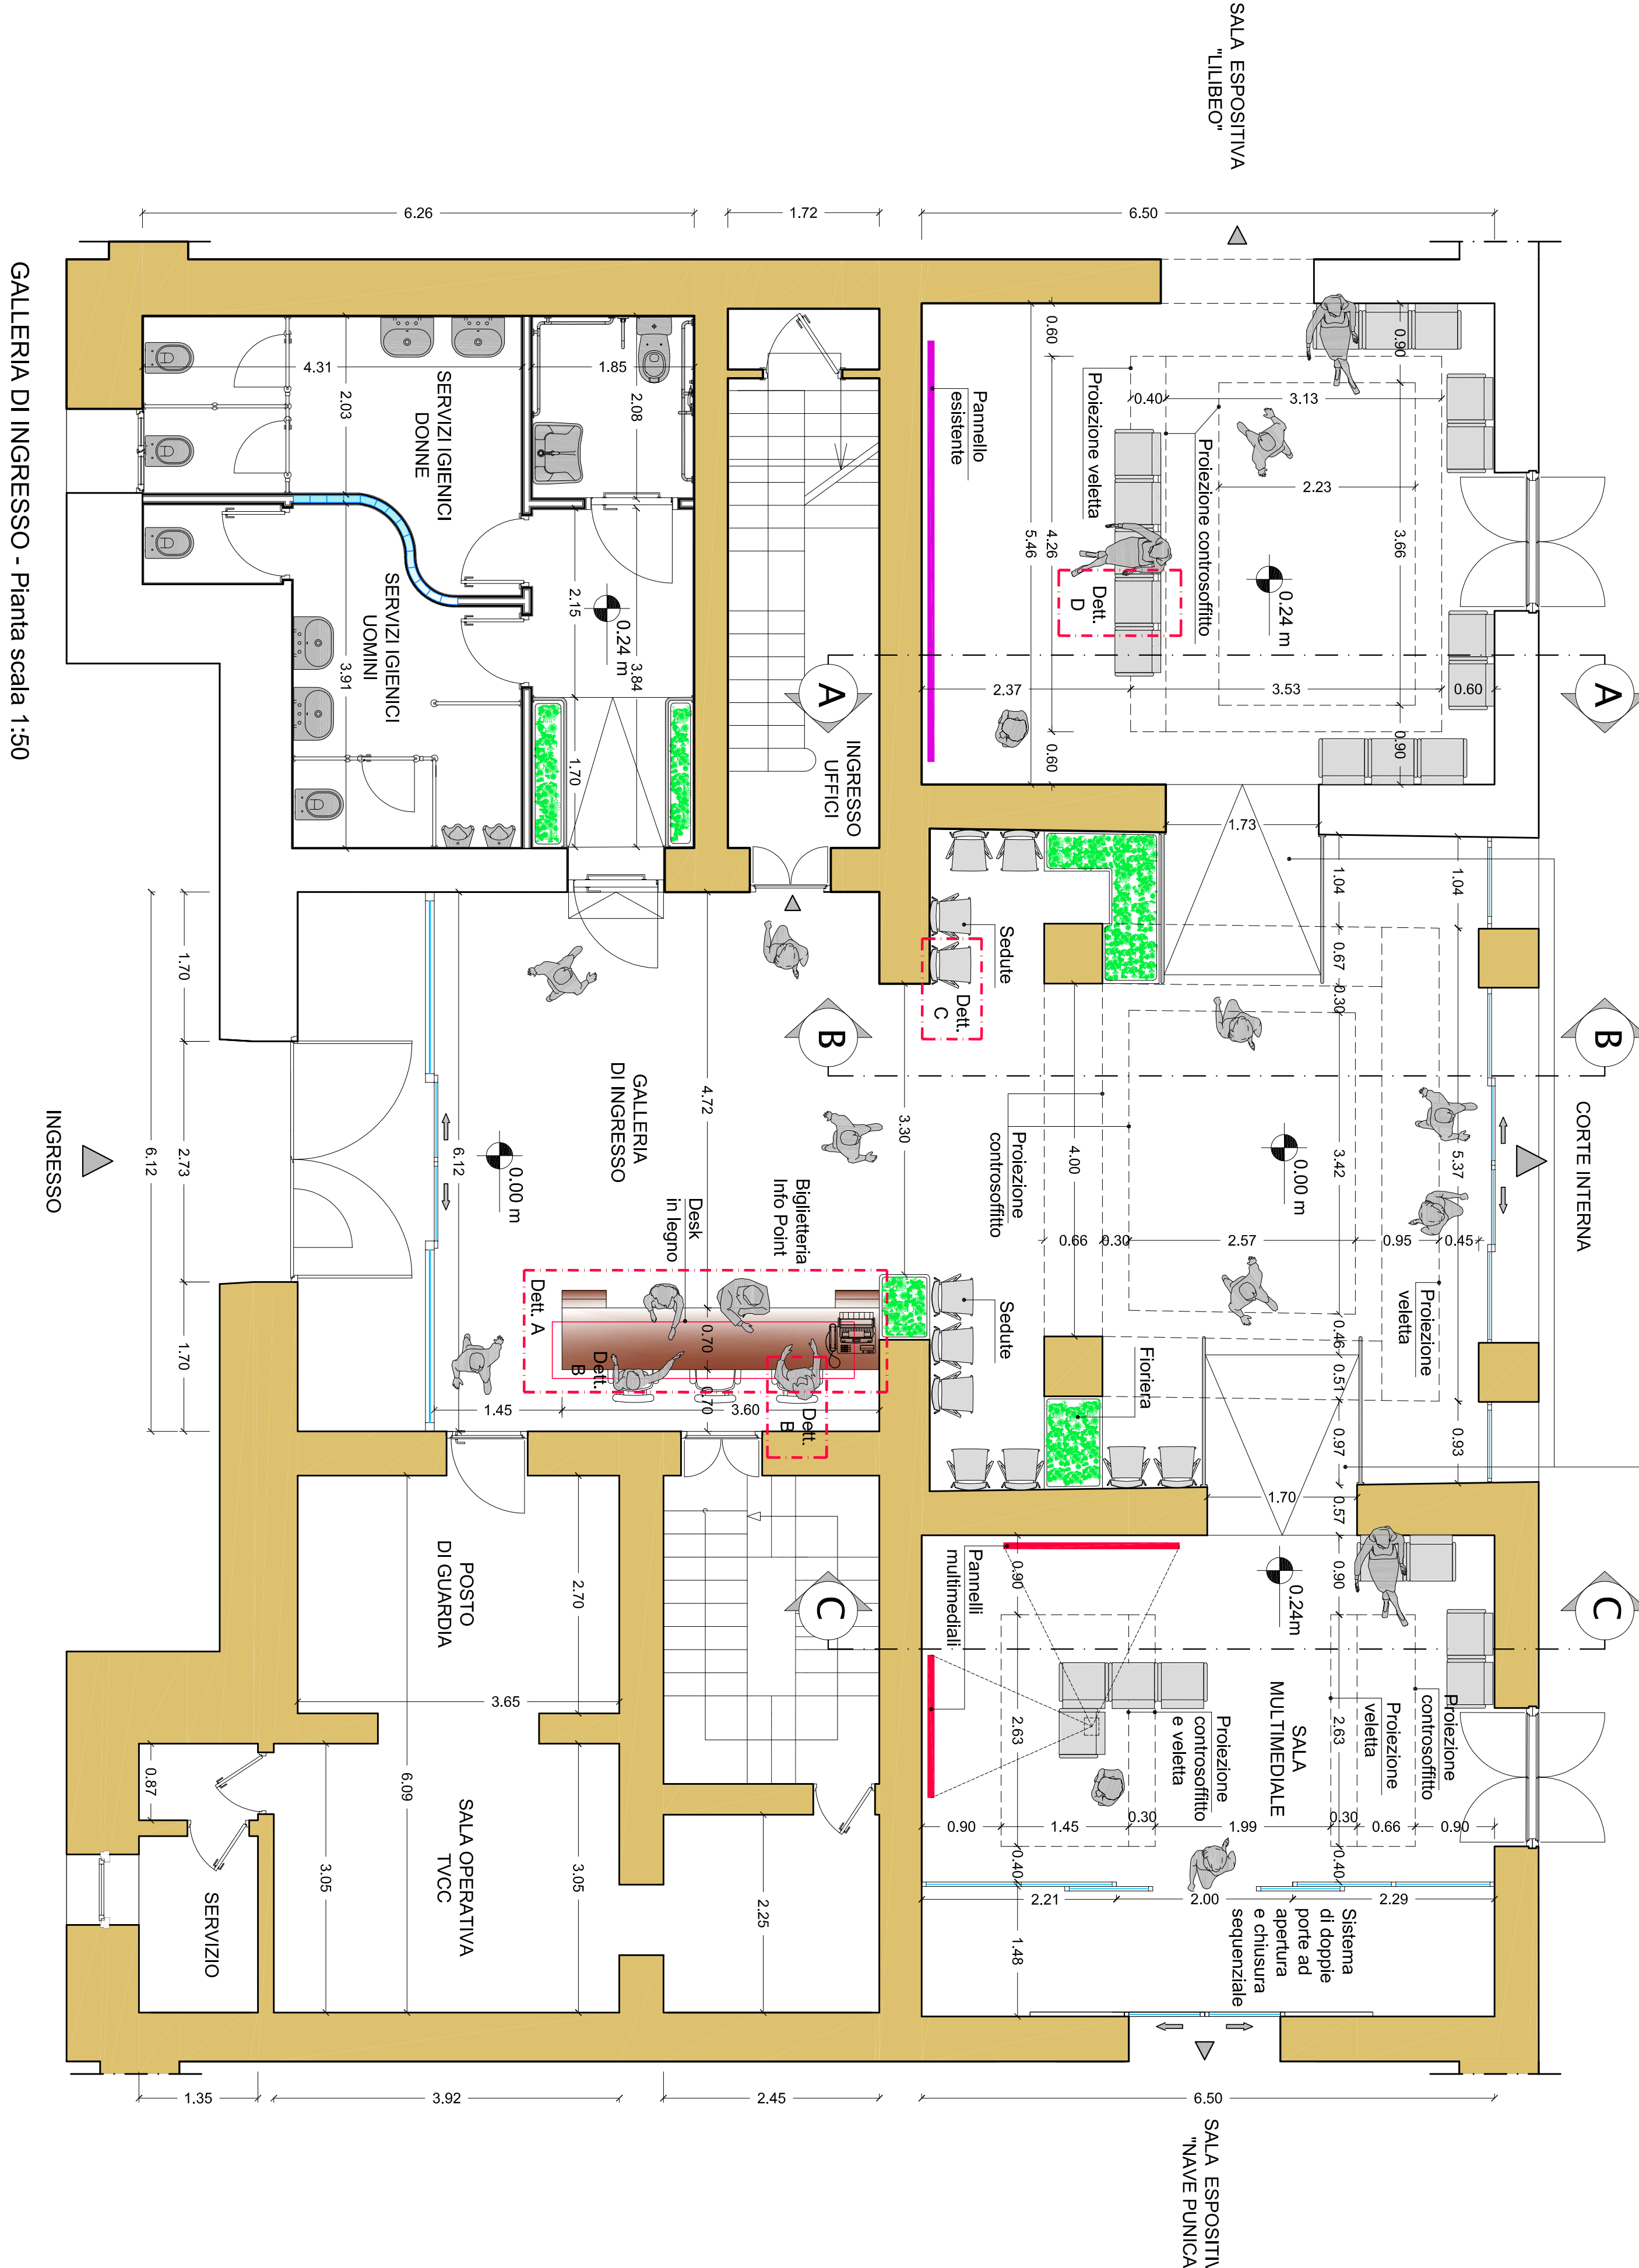 SALA ESPOSITIVA
"LILIBEO"
6.26
1.72
6.50
GALLERIA DI INGRESSO - Pianta scala 1:50
4.31
2.03
1.85
2.08
SERVIZI IGIENICI
DONNE
SERVIZI IGIENICI
UOMINI
3.91
2.15
0.24 m
3.84
1.70
INGRESSO
UFFICI
0.60
0.90
Pannello
esistente
Proiezione veletta
0.40
3.13
Proiezione controsoffitto
2.23
3.66
4.26
5.46
Dett.
D
0.24 m
A
A
2.37
3.53
0.60
0.60
0.90
1.73
1.04
1.04
0.67
0.30
Sedute
Dett.
C
B
B
CORTE INTERNA
1.70
2.73
6.12
1.70
INGRESSO
4.72
GALLERIA
DI INGRESSO
0.00 m
6.12
3.30
Proiezione
controsoffitto
4.00
3.42
0.00 m
5.37
0.66
0.30
2.57
0.95
0.45
Biglietteria
Info Point
Desk
in legno
Dett. A
0.70
0.70
Dett.
B
Dett.
B
1.45
3.60
Sedute
Fioriera
Proiezione
veletta
0.46
0.51
0.97
0.93
0.57
1.70
POSTO
DI GUARDIA
2.70
3.65
6.09
C
C
Pannelli
multimediali
0.90
0.24m
0.90
2.63
SALA
MULTIMEDIALE
Proiezione
controsoffitto
e veletta
Proiezione
veletta
Proiezione
controsoffitto
2.63
0.90
1.45
0.30
1.99
0.30
0.66
0.90
0.40
0.40
2.21
2.00
2.29
1.48
Sistema
di doppie
porte ad
apertura
e chiusura
sequenziale
0.87
SALA OPERATIVA
TVCC
3.05
3.05
2.25
SERVIZIO
1.35
3.92
2.45
6.50
SALA ESPOSITIV
"NAVE PUNICA